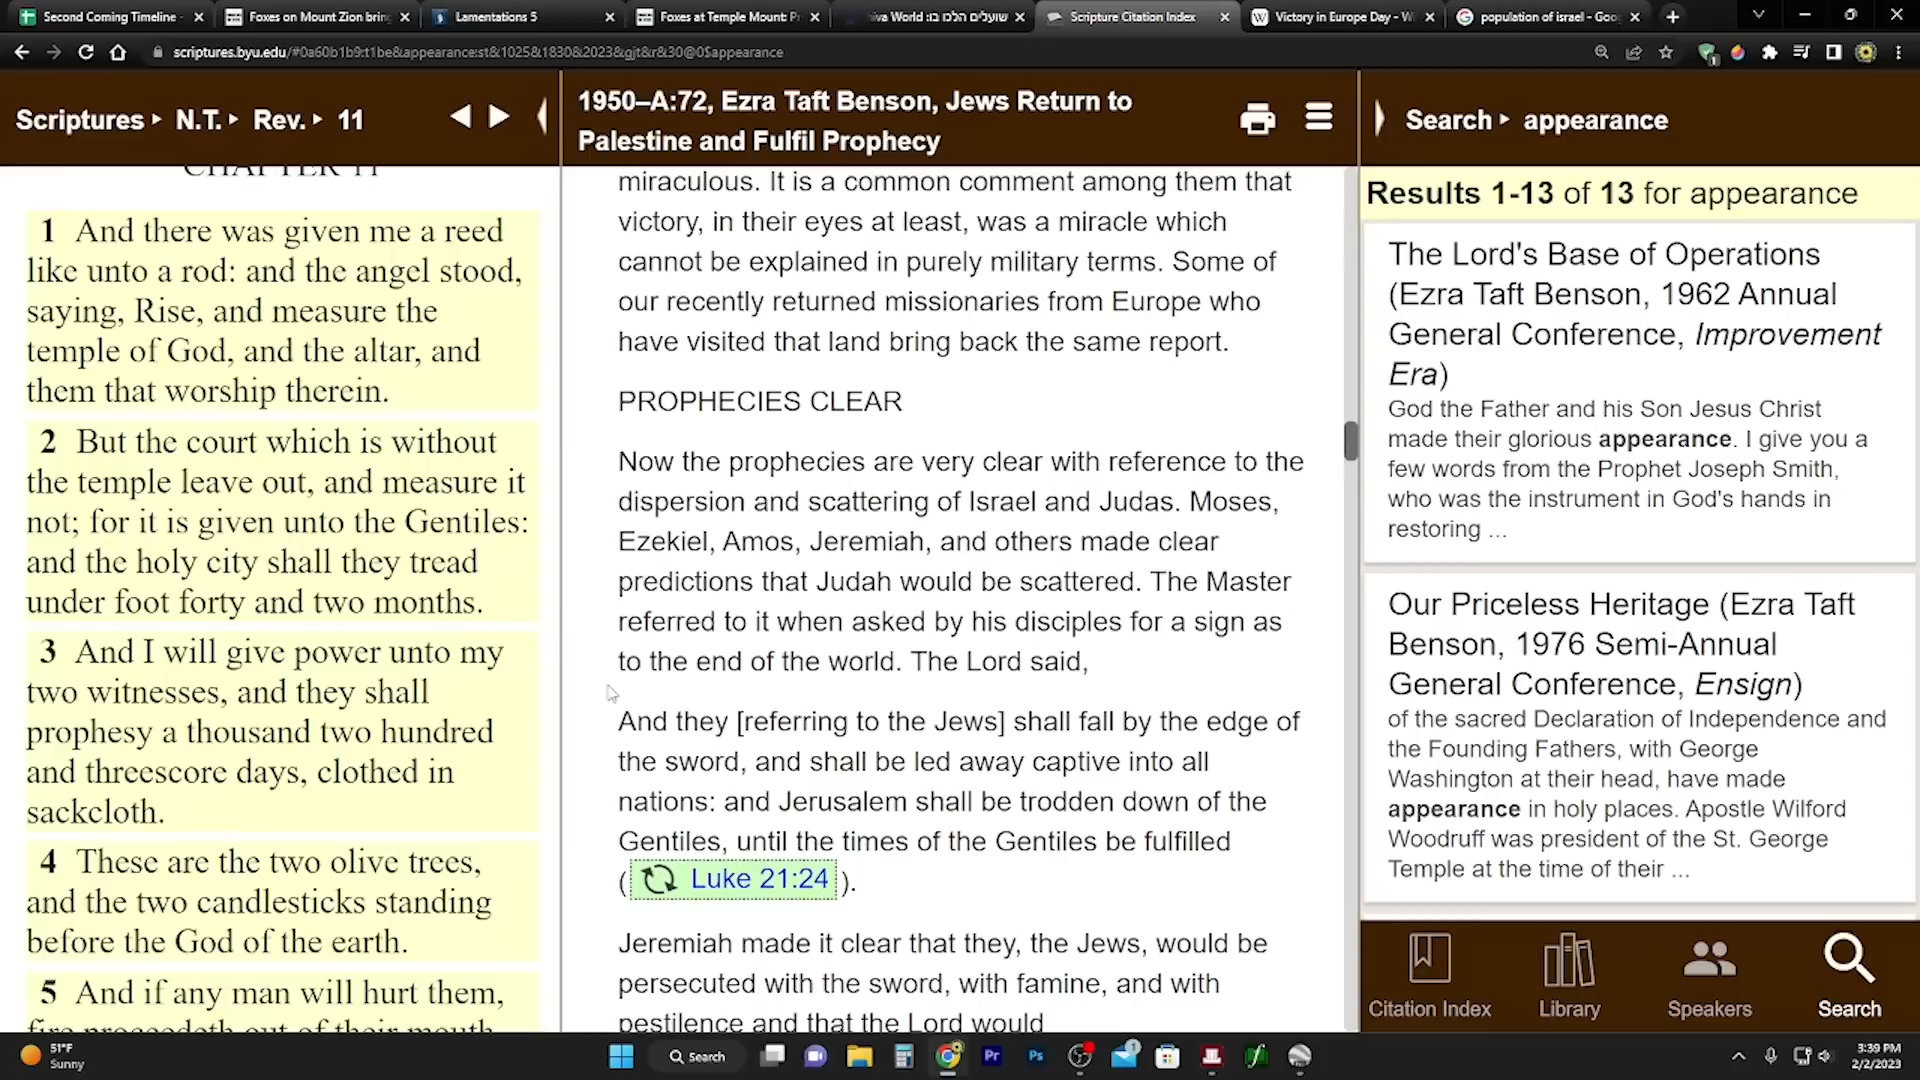 Second Coming Timeline -
Foxes on Mount Zion brin
Lamentations 5
Foxes at Temple Mount: P
niva World : שועלים הלכו בו
Scripture Citation Index
Victory in Europe Day - W
population of israel - Goo
scriptures.byu.edu/#0a60b1b9:t1be&appearance:st&1025&1830&2023&gjt&r&30@0$appearance
Scriptures N.T. Rev. 11
CHAPTER 11
1 And there was given me a reed
like unto a rod: and the angel stood,
saying, Rise, and measure the
temple of God, and the altar, and
them that worship therein.
2 But the court which is without
the temple leave out, and measure it
not; for it is given unto the Gentiles:
and the holy city shall they tread
under foot forty and two months.
3 And I will give power unto my
two witnesses, and they shall
prophesy a thousand two hundred
and threescore days, clothed in
sackcloth.
4 These are the two olive trees,
and the two candlesticks standing
before the God of the earth.
5 And if any man will hurt them,
fire proceedeth out of their mouth
1950–A:72, Ezra Taft Benson, Jews Return to
Palestine and Fulfil Prophecy
miraculous. It is a common comment among them that
victory, in their eyes at least, was a miracle which
cannot be explained in purely military terms. Some of
our recently returned missionaries from Europe who
have visited that land bring back the same report.
PROPHECIES CLEAR
Now the prophecies are very clear with reference to the
dispersion and scattering of Israel and Judas. Moses,
Ezekiel, Amos, Jeremiah, and others made clear
predictions that Judah would be scattered. The Master
referred to it when asked by his disciples for a sign as
to the end of the world. The Lord said,
And they [referring to the Jews] shall fall by the edge of
the sword, and shall be led away captive into all
nations: and Jerusalem shall be trodden down of the
Gentiles, until the times of the Gentiles be fulfilled
( Luke 21:24 ).
Jeremiah made it clear that they, the Jews, would be
persecuted with the sword, with famine, and with
pestilence and that the Lord would
Search appearance
Results 1-13 of 13 for appearance
The Lord's Base of Operations
(Ezra Taft Benson, 1962 Annual
General Conference, Improvement
Era)
God the Father and his Son Jesus Christ
made their glorious appearance. I give you a
few words from the Prophet Joseph Smith,
who was the instrument in God's hands in
restoring ...
Our Priceless Heritage (Ezra Taft
Benson, 1976 Semi-Annual
General Conference, Ensign)
of the sacred Declaration of Independence and
the Founding Fathers, with George
Washington at their head, have made
appearance in holy places. Apostle Wilford
Woodruff was president of the St. George
Temple at the time of their ...
Citation Index
Library
Speakers
Search
51°F
Sunny
Search
Pr
Ps
1
3:39 PM
2/2/2023